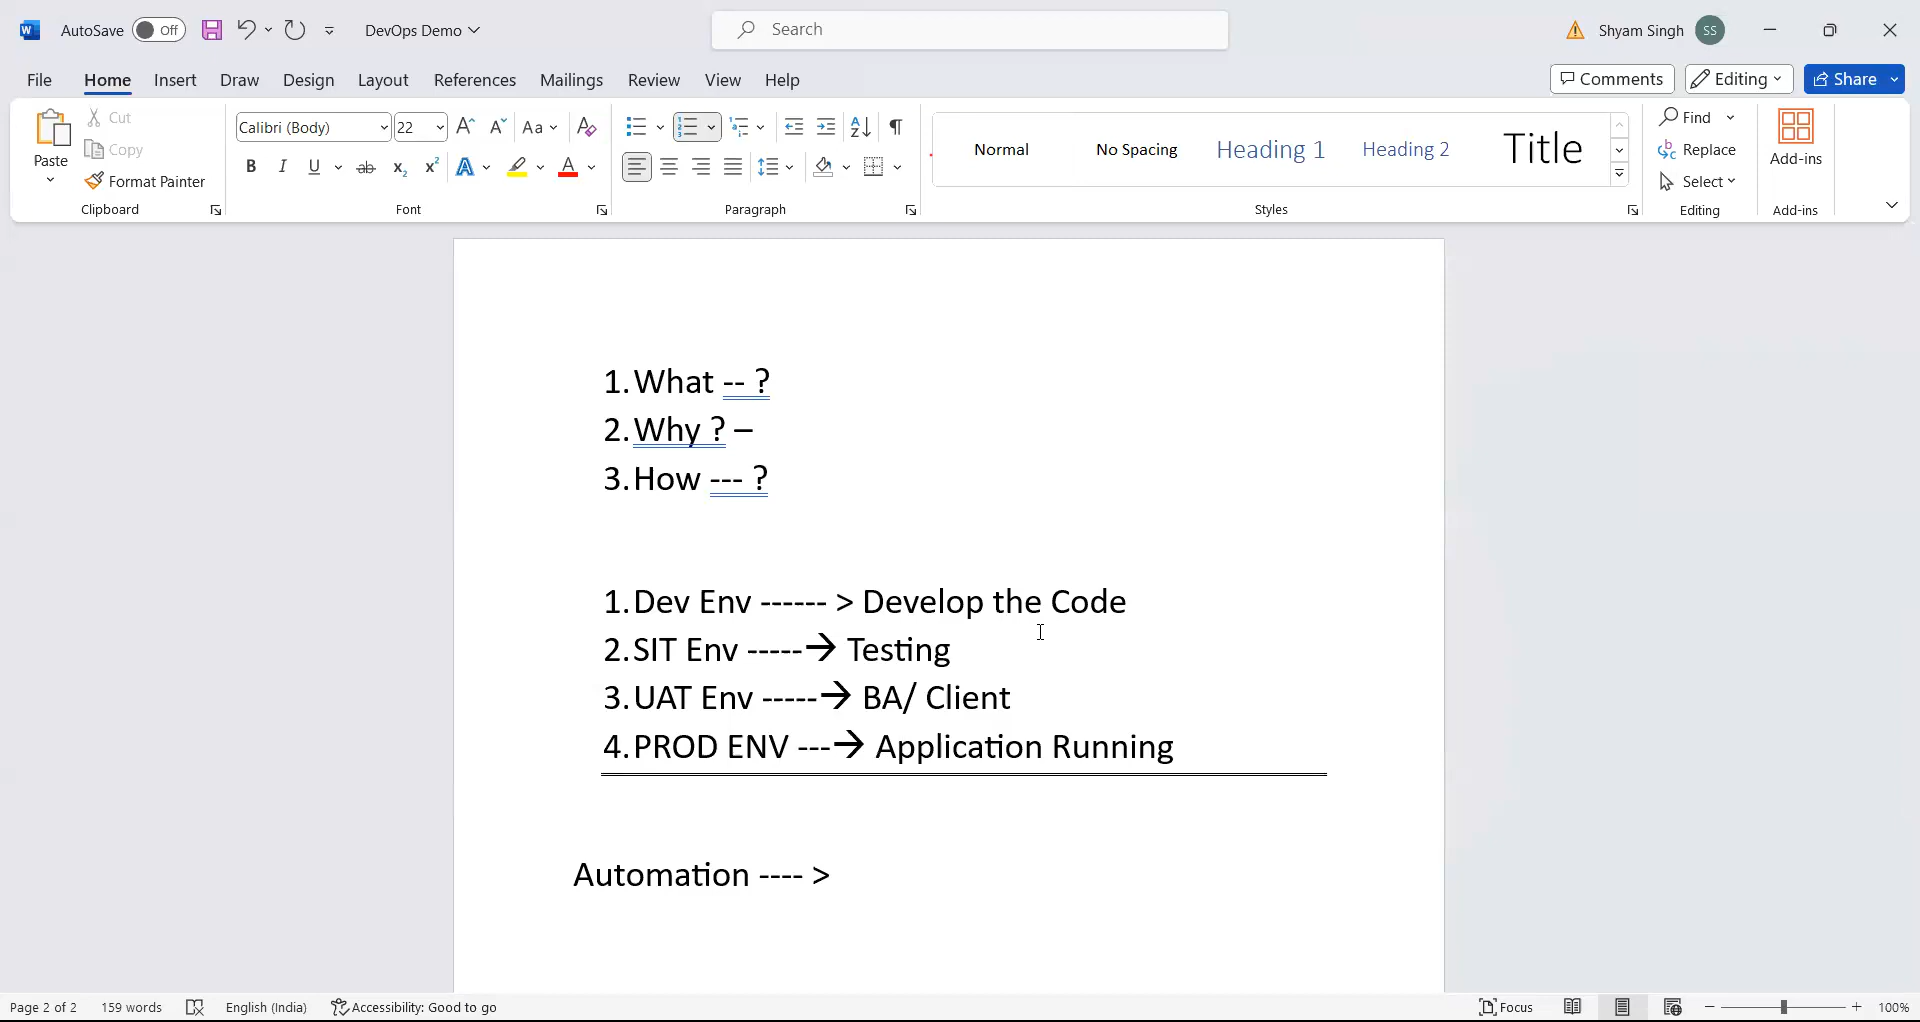 AutoSave Off DevOps Demo Search Shyam Singh SS
File Home Insert Draw Design Layout References Mailings Review View Help Comments Editing Share
Paste Cut Copy Format Painter Clipboard
Calibri (Body) 22 Aa
B I U ab x₂ x² A A Font
Paragraph
Normal No Spacing Heading 1 Heading 2 Title Styles
Find Replace Select Editing
Add-ins Add-ins
1. What -- ?
2. Why ? –
3. How --- ?
1. Dev Env ------ > Develop the Code
2. SIT Env -----→ Testing
3. UAT Env -----→ BA/ Client
4. PROD ENV ---→ Application Running
Automation ---- >
Page 2 of 2 159 words English (India) Accessibility: Good to go Focus 100%